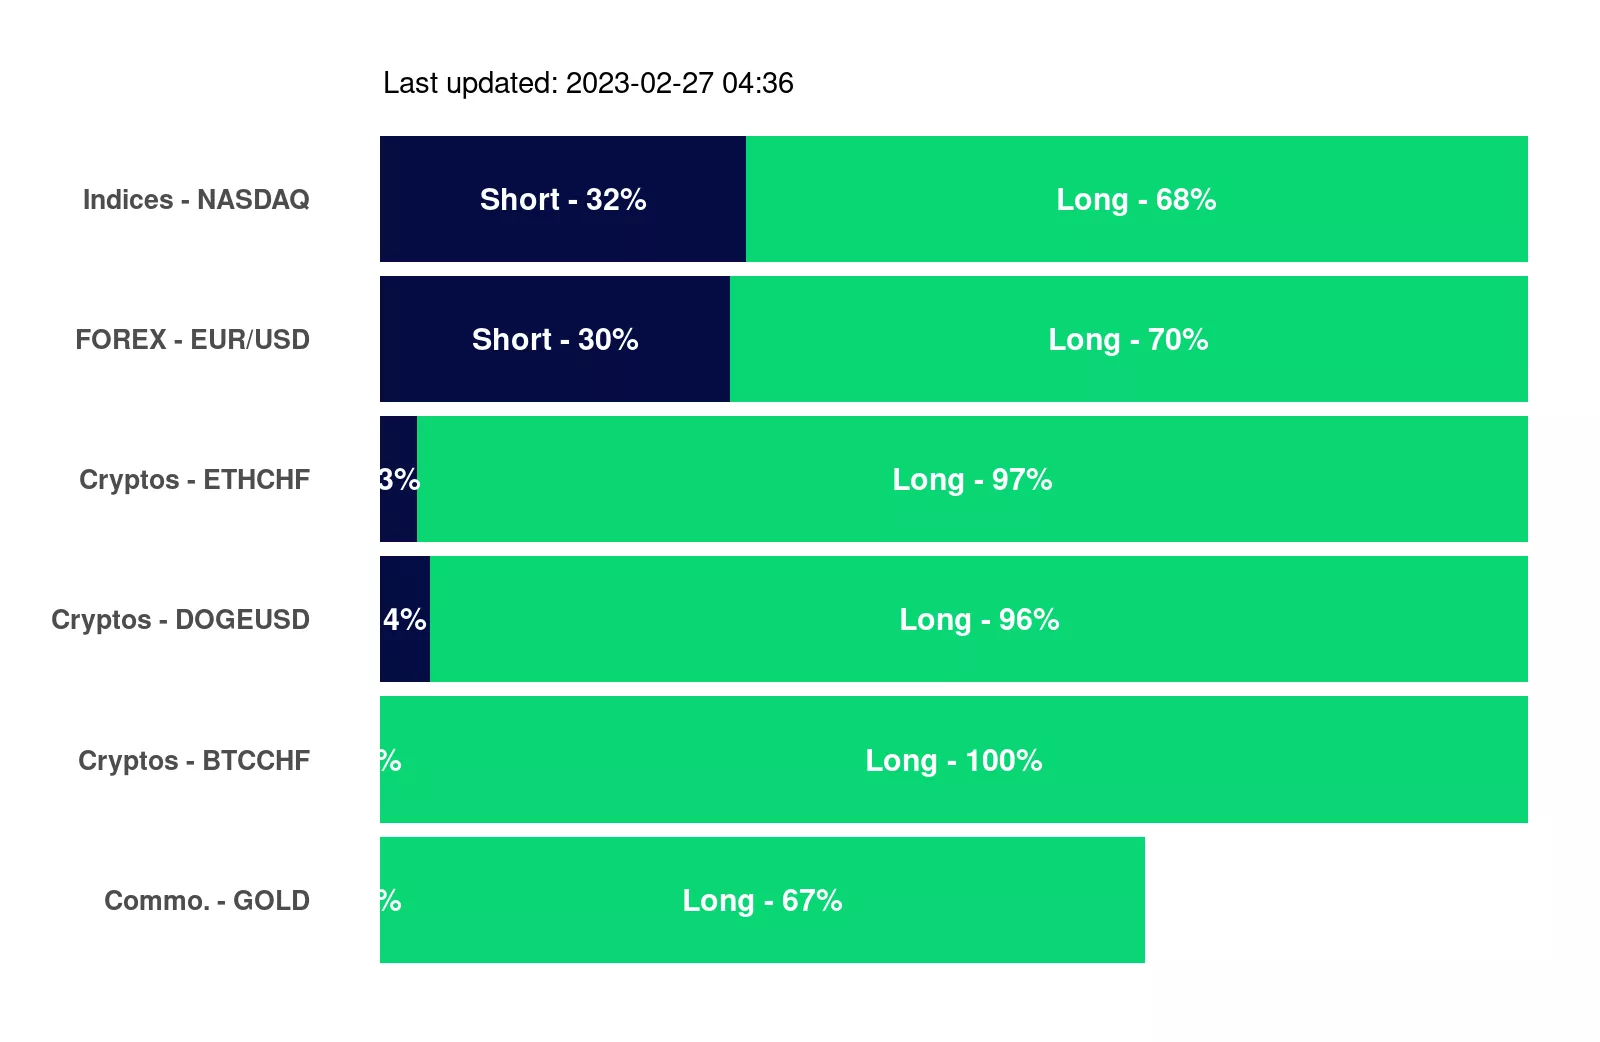 Last updated: 2023-02-27 04:36
Indices - NASDAQ Short - 32% Long - 68%
FOREX - EUR/USD Short - 30% Long - 70%
Cryptos - ETHCHF 3% Long - 97%
Cryptos - DOGEUSD 4% Long - 96%
Cryptos - BTCCHF % Long - 100%
Commo. - GOLD % Long - 67%